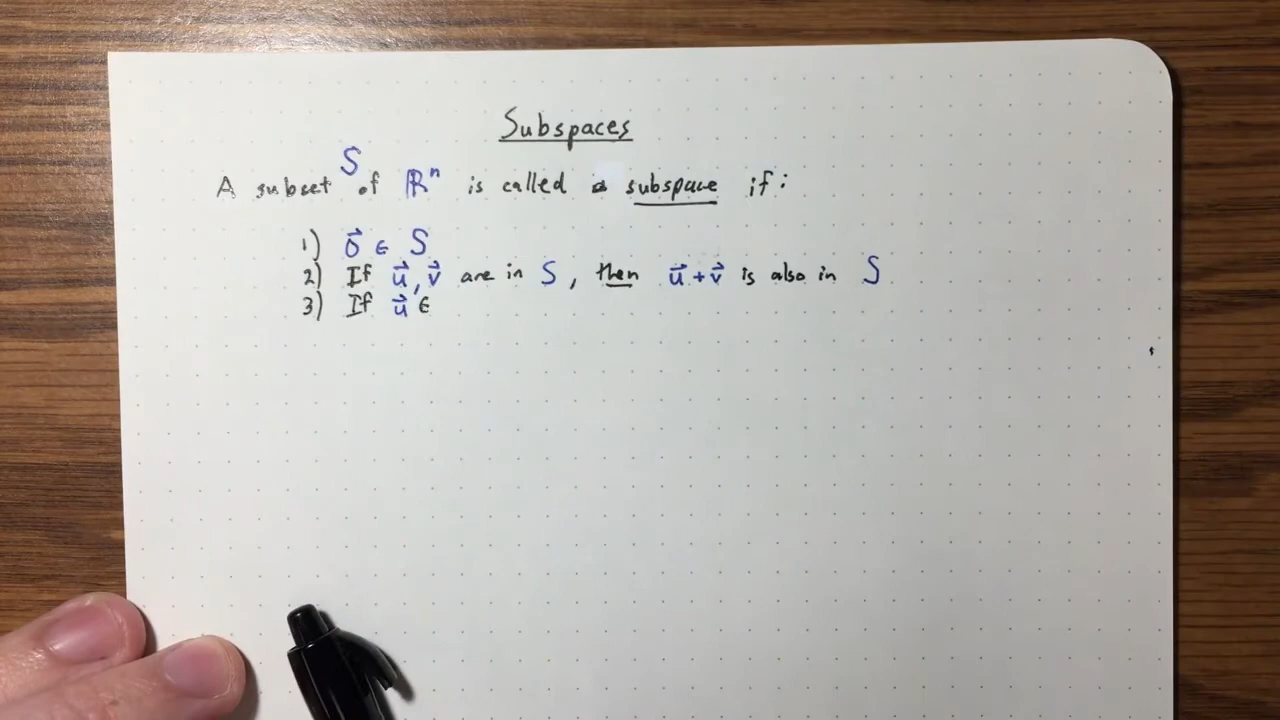 Subspaces
A subset S of ℝⁿ is called a subspace if:
1) 0⃗ ∈ S
2) If u⃗, v⃗ are in S, then u⃗ + v⃗ is also in S
3) If u⃗ ∈